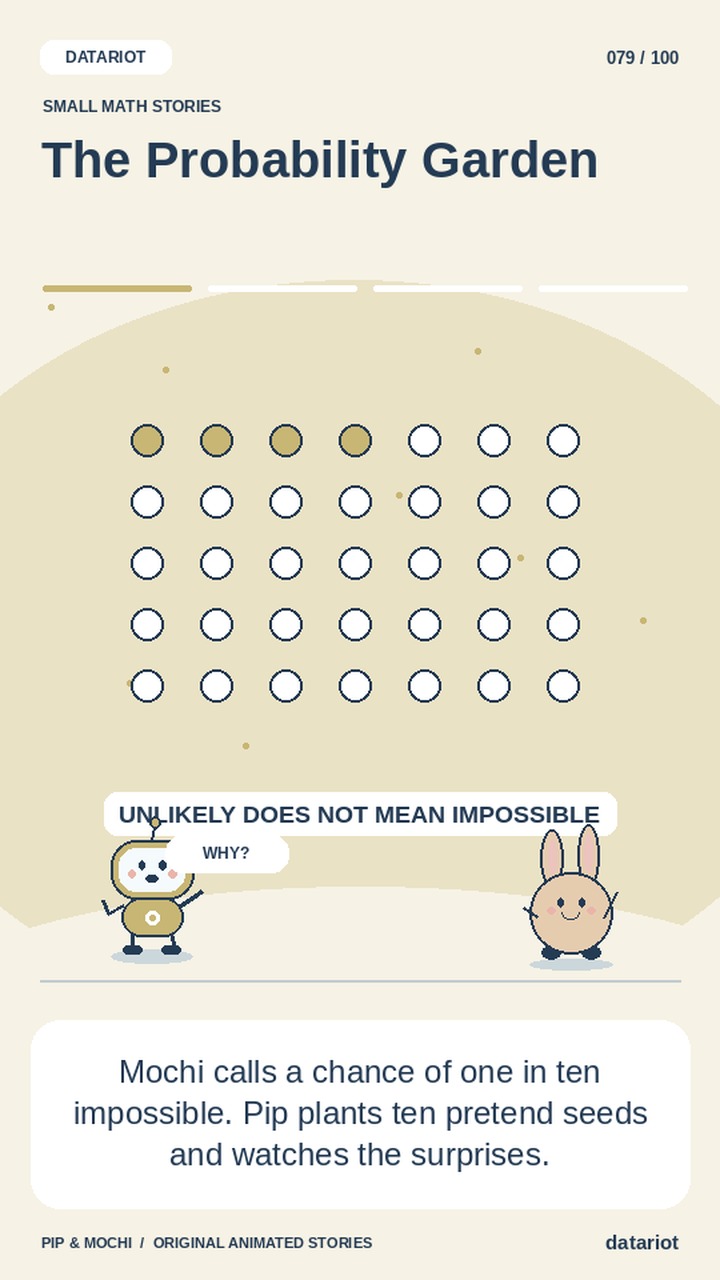 DATARIOT
079 / 100
SMALL MATH STORIES
The Probability Garden
UNLIKELY DOES NOT MEAN IMPOSSIBLE
WHY?
Mochi calls a chance of one in ten
impossible. Pip plants ten pretend seeds
and watches the surprises.
PIP & MOCHI / ORIGINAL ANIMATED STORIES
datariot